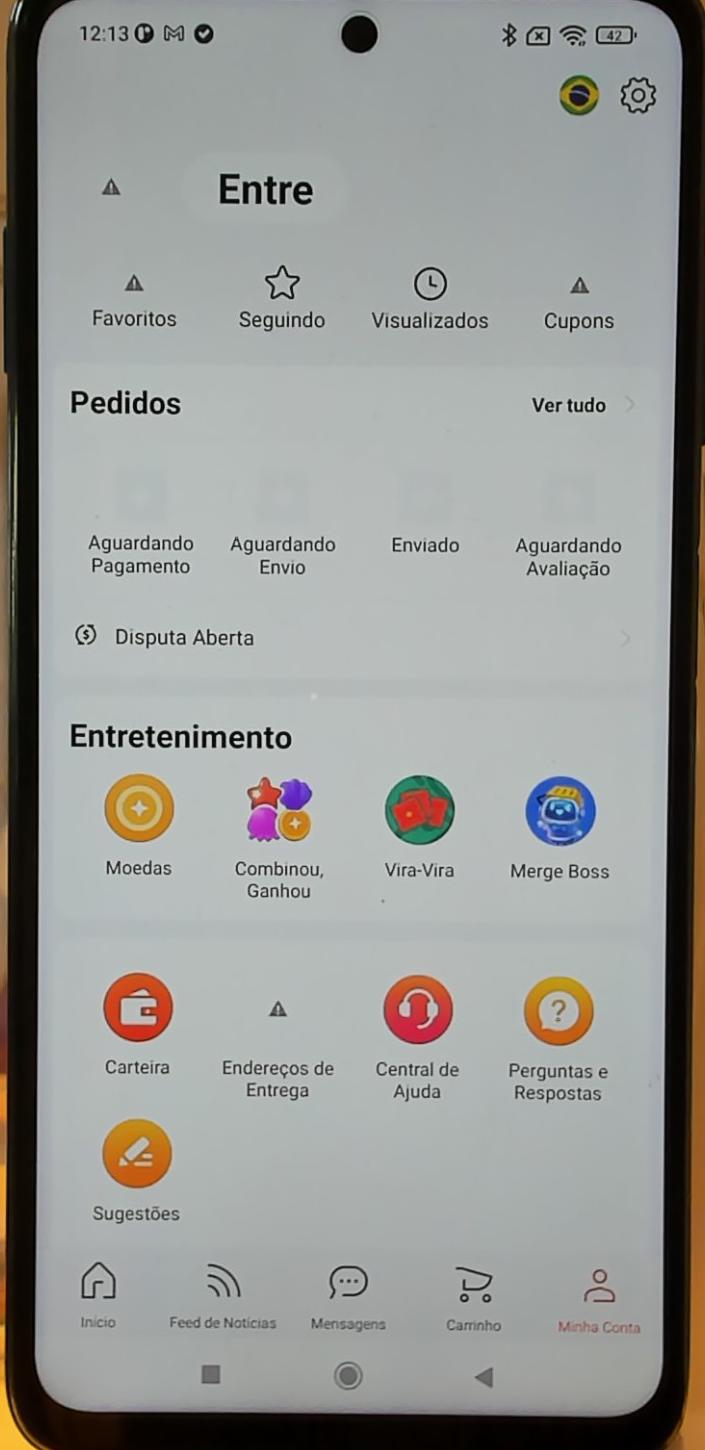 12:13
42
Entre
Favoritos Seguindo Visualizados Cupons
Pedidos Ver tudo
Aguardando Pagamento
Aguardando Envio
Enviado
Aguardando Avaliação
Disputa Aberta
Entretenimento
Moedas
Combinou, Ganhou
Vira-Vira
Merge Boss
Carteira
Endereços de Entrega
Central de Ajuda
Perguntas e Respostas
Sugestões
Início Feed de Notícias Mensagens Carrinho Minha Conta